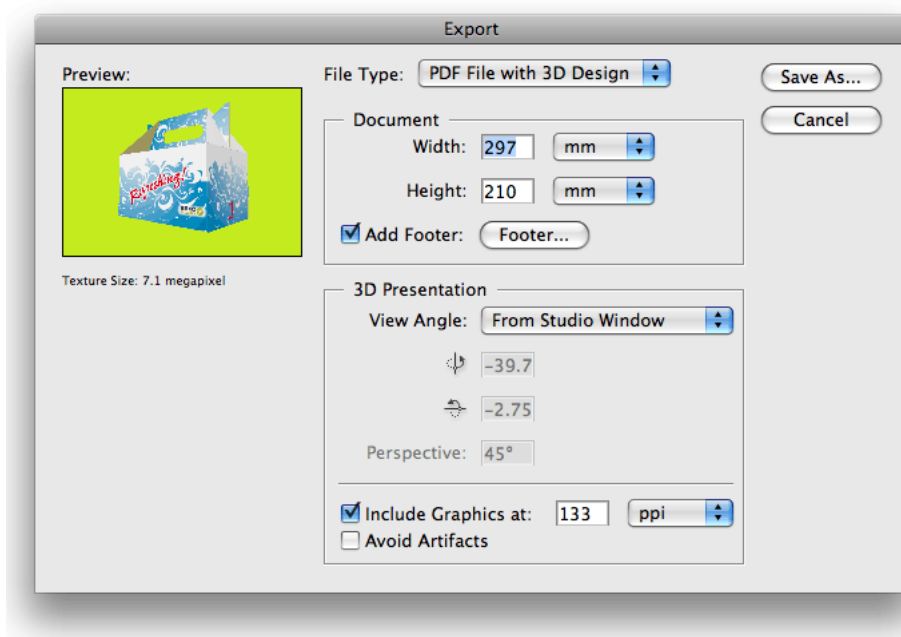 Export
Preview:
Refreshing!
Texture Size: 7.1 megapixel
File Type: PDF File with 3D Design
Save As...
Cancel
Document
Width: 297 mm
Height: 210 mm
Add Footer: Footer...
3D Presentation
View Angle: From Studio Window
-39.7
-2.75
Perspective: 45°
Include Graphics at: 133 ppi
Avoid Artifacts